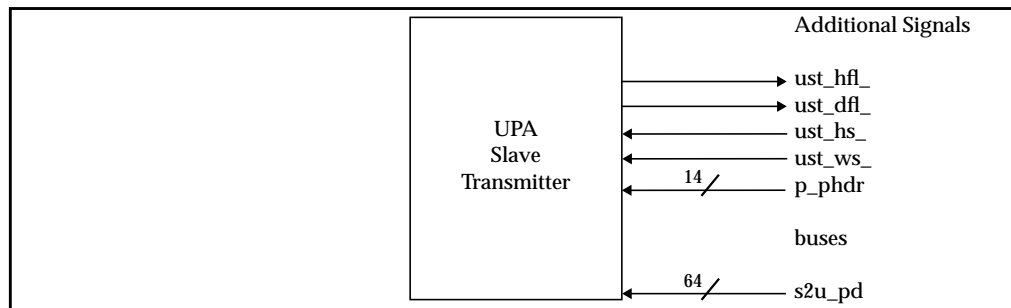 Additional Signals
ust_hfl_
ust_dfl_
UPA
Slave
Transmitter
ust_hs_
ust_ws_
14
p_phdr
buses
64
s2u_pd